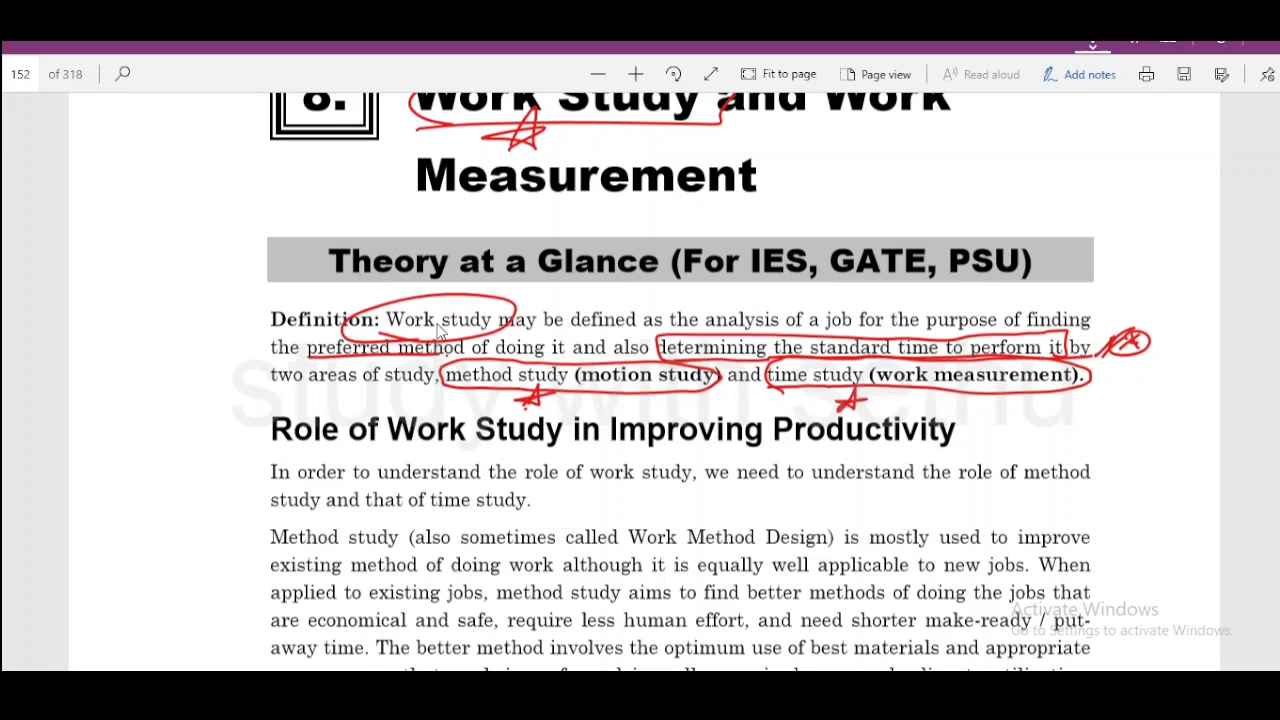 152 of 318 Fit to page Page view Read aloud Add notes
8. Work Study and Work
Measurement
Theory at a Glance (For IES, GATE, PSU)
Definition: Work study may be defined as the analysis of a job for the purpose of finding
the preferred method of doing it and also determining the standard time to perform it by
two areas of study, method study (motion study) and time study (work measurement).
study with sethu
Role of Work Study in Improving Productivity
In order to understand the role of work study, we need to understand the role of method
study and that of time study.
Method study (also sometimes called Work Method Design) is mostly used to improve
existing method of doing work although it is equally well applicable to new jobs. When
applied to existing jobs, method study aims to find better methods of doing the jobs that
are economical and safe, require less human effort, and need shorter make-ready / put-
away time. The better method involves the optimum use of best materials and appropriate
Activate Windows
Go to Settings to activate Windows.